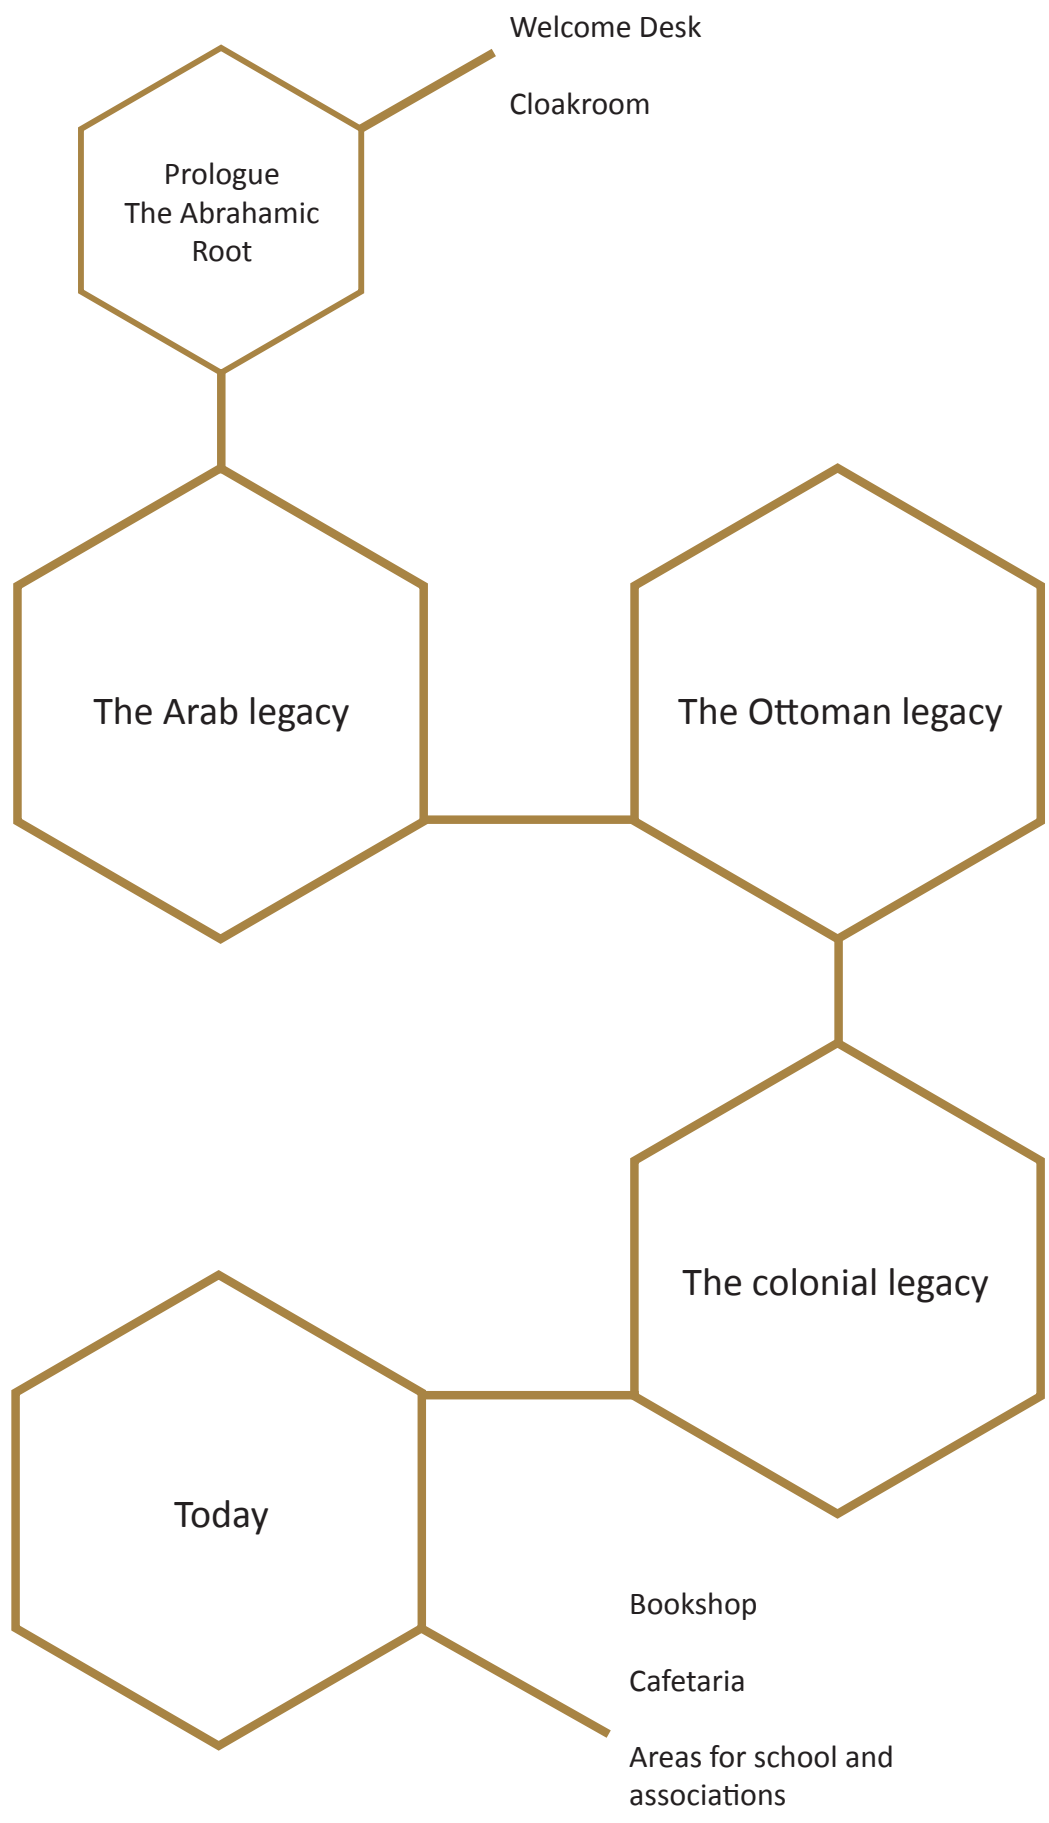 Welcome Desk
Cloakroom
Prologue
The Abrahamic
Root
The Arab legacy
The Ottoman legacy
The colonial legacy
Today
Bookshop
Cafetaria
Areas for school and
associations